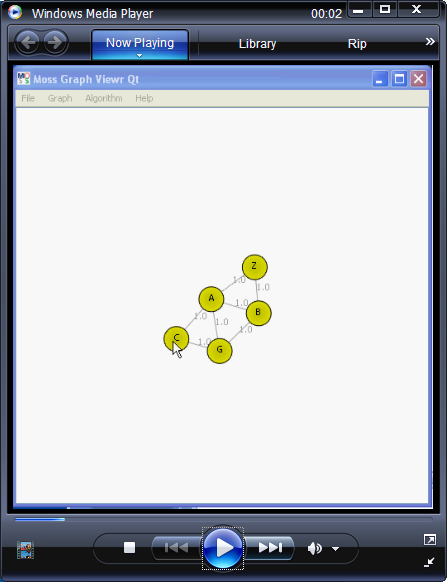 Windows Media Player 00:02
Now Playing Library Rip »
Moss Graph Viewr Qt
File Graph Algorithm Help
Z
1.0 1.0
A
1.0 B
1.0 1.0 1.0
C 1.0 G